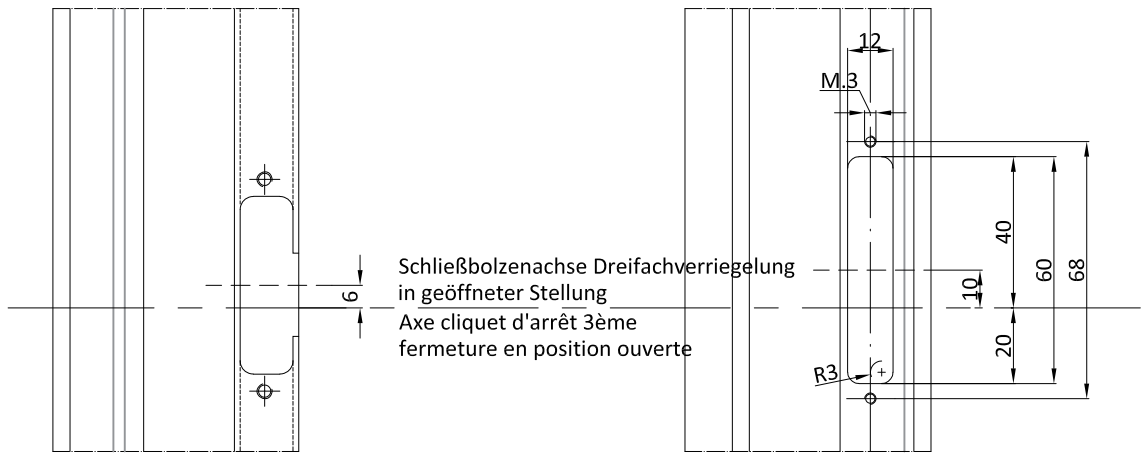 12
M.3
Schließbolzenachse Dreifachverriegelung
in geöffneter Stellung
Axe cliquet d'arrêt 3ème
fermeture en position ouverte
6
40
60
68
10
20
R3